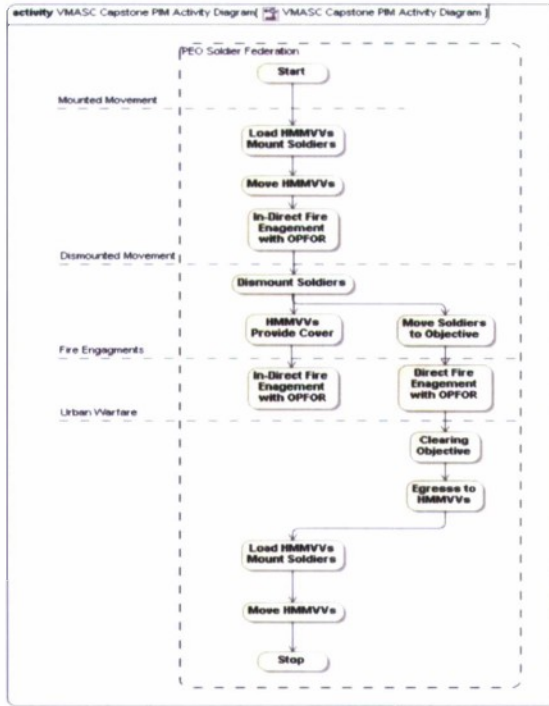 activity VMASC Capstone PIM Activity Diagram[ VMASC Capstone PIM Activity Diagram ]
PEO Soldier Federation
Start
Mounted Movement
Load HMMVVs
Mount Soldiers
Move HMMVVs
In-Direct Fire
Enagement
with OPFOR
Dismounted Movement
Dismount Soldiers
HMMVVs
Provide Cover
Move Soldiers
to Objective
Fire Engagments
In-Direct Fire
Enagement
with OPFOR
Direct Fire
Enagement
with OPFOR
Urban Warfare
Clearing
Objective
Egresss to
HMMVVs
Load HMMVVs
Mount Soldiers
Move HMMVVs
Stop